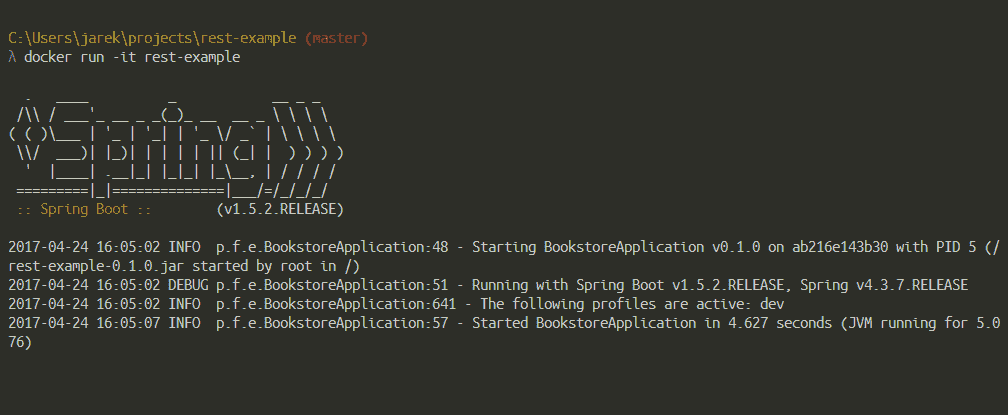 C:\Users\jarek\projects\rest-example (master)
λ docker run -it rest-example
  .   ____          _            __ _ _
 /\\ / ___'_ __ _ _(_)_ __  __ _ \ \ \ \
( ( )\___ | '_ | '_| | '_ \/ _` | \ \ \ \
 \\/  ___)| |_)| | | | | || (_| |  ) ) ) )
  '  |____| .__|_| |_|_| |_\__, | / / / /
 =========|_|==============|___/=/_/_/_/
 :: Spring Boot ::        (v1.5.2.RELEASE)
2017-04-24 16:05:02 INFO  p.f.e.BookstoreApplication:48 - Starting BookstoreApplication v0.1.0 on ab216e143b30 with PID 5 (/
rest-example-0.1.0.jar started by root in /)
2017-04-24 16:05:02 DEBUG p.f.e.BookstoreApplication:51 - Running with Spring Boot v1.5.2.RELEASE, Spring v4.3.7.RELEASE
2017-04-24 16:05:02 INFO  p.f.e.BookstoreApplication:641 - The following profiles are active: dev
2017-04-24 16:05:07 INFO  p.f.e.BookstoreApplication:57 - Started BookstoreApplication in 4.627 seconds (JVM running for 5.0
76)